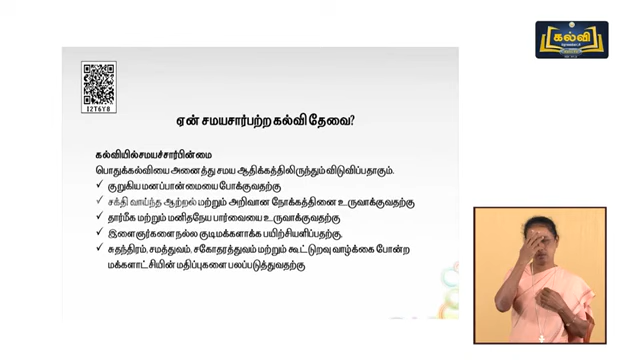 கல்வி
I2T6Y8
ஏன் சமயசார்பற்ற கல்வி தேவை?
கல்வியில்சமயச்சார்பின்மை
பொதுக்கல்வியை அனைத்து சமய ஆதிக்கத்திலிருந்தும் விடுவிப்பதாகும்.
✓ குறுகிய மனப்பான்மையை போக்குவதற்கு
✓ சக்தி வாய்ந்த ஆற்றல் மற்றும் அறிவான நோக்கத்தினை உருவாக்குவதற்கு
✓ தார்மீக மற்றும் மனிதநேய பார்வையை உருவாக்குவதற்கு
✓ இளைஞர்களை நல்ல குடிமக்களாக்க பயிற்சியளிப்பதற்கு.
✓ சுதந்திரம், சமத்துவம், சகோதரத்துவம் மற்றும் கூட்டுறவு வாழ்க்கை போன்ற
மக்களாட்சியின் மதிப்புகளை பலப்படுத்துவதற்கு